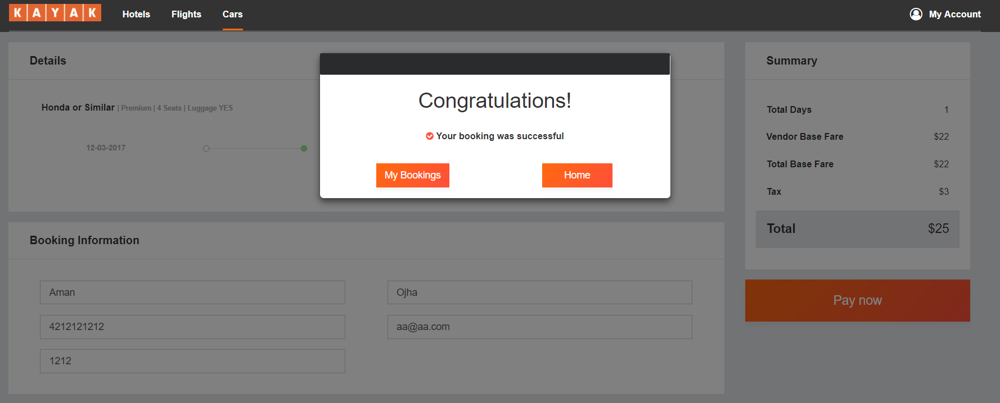 KAYAK Hotels Flights Cars My Account
Details
Honda or Similar | Premium | 4 Seats | Luggage YES
12-03-2017
Congratulations!
Your booking was successful
My Bookings Home
Summary
Total Days 1
Vendor Base Fare $22
Total Base Fare $22
Tax $3
Total $25
Pay now
Booking Information
Aman Ojha
4212121212 aa@aa.com
1212